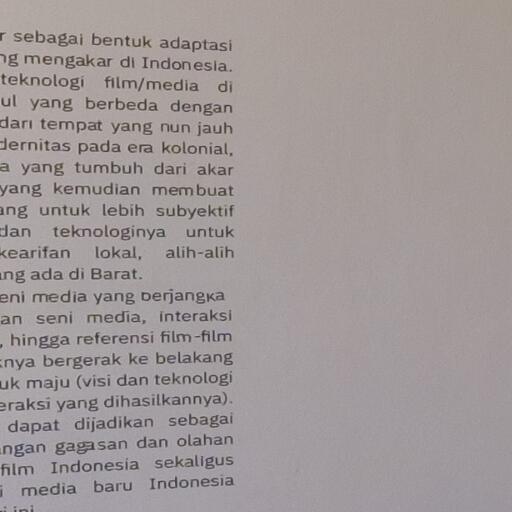 r sebagai bentuk adaptasi
ng mengakar di Indonesia.
teknologi film/media di
ul yang berbeda dengan
dari tempat yang nun jauh
dernitas pada era kolonial,
a yang tumbuh dari akar
yang kemudian membuat
ang untuk lebih subyektif
dan teknologinya untuk
kearifan lokal, alih-alih
ang ada di Barat.
eni media yang berjangka
an seni media, interaksi
, hingga referensi film-film
knya bergerak ke belakang
uk maju (visi dan teknologi
eraksi yang dihasilkannya).
dapat dijadikan sebagai
angan gagasan dan olahan
film Indonesia sekaligus
i media baru Indonesia